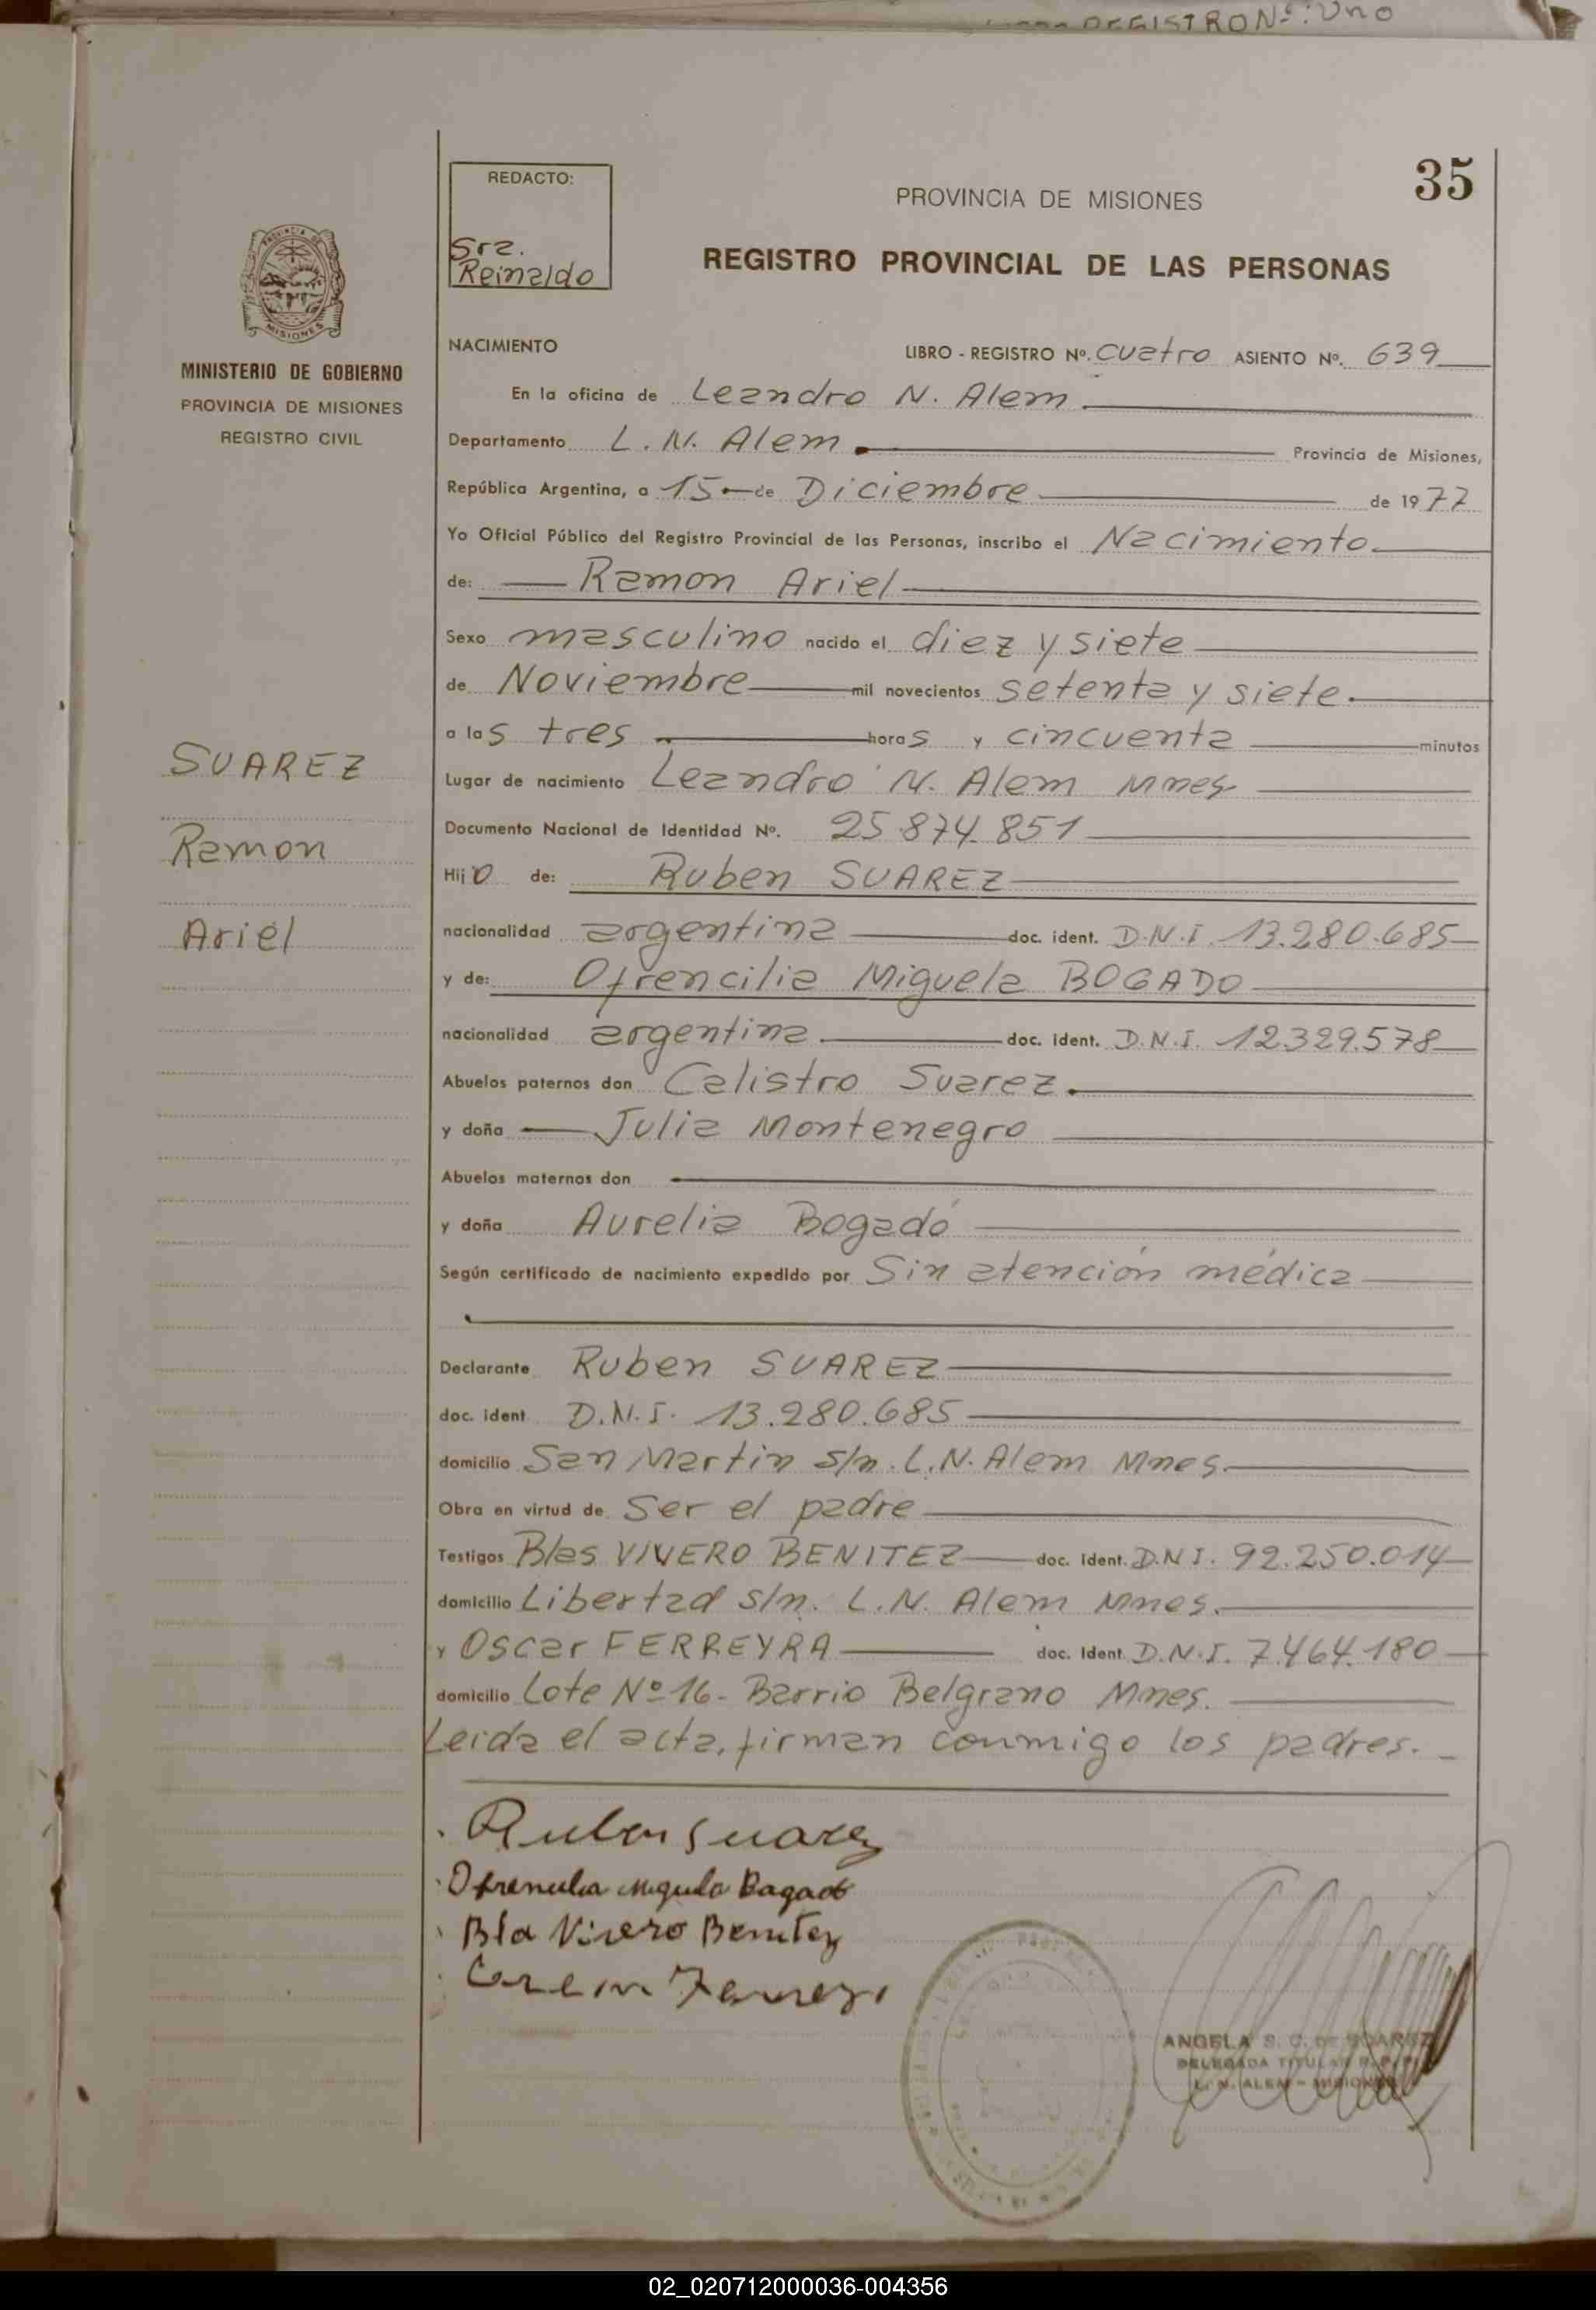 REGISTRO Nº: Uno
35
REDACTO:
Sra.
Reinaldo
PROVINCIA DE MISIONES
REGISTRO PROVINCIAL DE LAS PERSONAS
MISIONES
MINISTERIO DE GOBIERNO
PROVINCIA DE MISIONES
REGISTRO CIVIL
SUAREZ
Ramon
Ariel
NACIMIENTO LIBRO - REGISTRO Nº. cuatro ASIENTO Nº. 639
En la oficina de Leandro N. Alem
Departamento L. N. Alem. Provincia de Misiones,
República Argentina, a 15 de Diciembre de 1977
Yo Oficial Público del Registro Provincial de las Personas, inscribo el Nacimiento
de: Ramon Ariel
Sexo masculino nacido el diez y siete
de Noviembre mil novecientos setenta y siete.
a las tres horas y cincuenta minutos
Lugar de nacimiento Leandro N. Alem Mnes
Documento Nacional de Identidad Nº. 25.874.851
Hijo de: Ruben SUAREZ
nacionalidad argentina doc. ident. D.N.I. 13.280.685
y de: Ofrencilia Miguela BOGADO
nacionalidad argentina doc. ident. D.N.I. 12.329.578
Abuelos paternos don Calistro Suarez.
y doña Julia Montenegro
Abuelos maternos don
y doña Aurelia Bogado
Según certificado de nacimiento expedido por Sin atención médica
Declarante Ruben SUAREZ
doc. ident. D.N.I. 13.280.685
domicilio San Martin s/n. L.N. Alem Mnes.
Obra en virtud de Ser el padre
Testigos Blas VIVERO BENITEZ doc. ident. D.N.I. 92.250.014
domicilio Libertad s/n. L.N. Alem Mnes.
y Oscar FERREYRA doc. ident. D.N.I. 7.464.180
domicilio Lote Nº 16 - Barrio Belgrano Mnes.
Leida el acta, firman conmigo los padres.
Ruben Suarez
Bla Vivero Benitez
ANGELA S. C. DE SUAREZ
DELEGADA TITULAR R.P.P.
L. N. ALEM - MISIONES
02_020712000036-004356